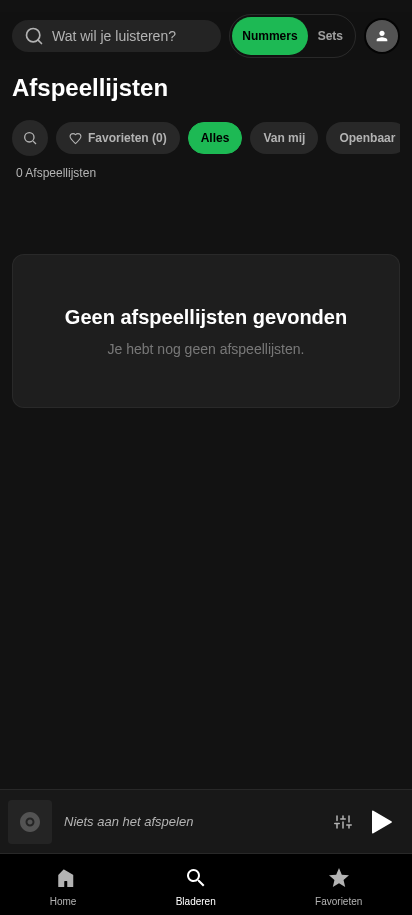 Wat wil je luisteren?
Nummers
Sets
Afspeellijsten
Favorieten (0)
Alles
Van mij
Openbaar
0 Afspeellijsten
Geen afspeellijsten gevonden
Je hebt nog geen afspeellijsten.
Niets aan het afspelen
Home
Bladeren
Favorieten